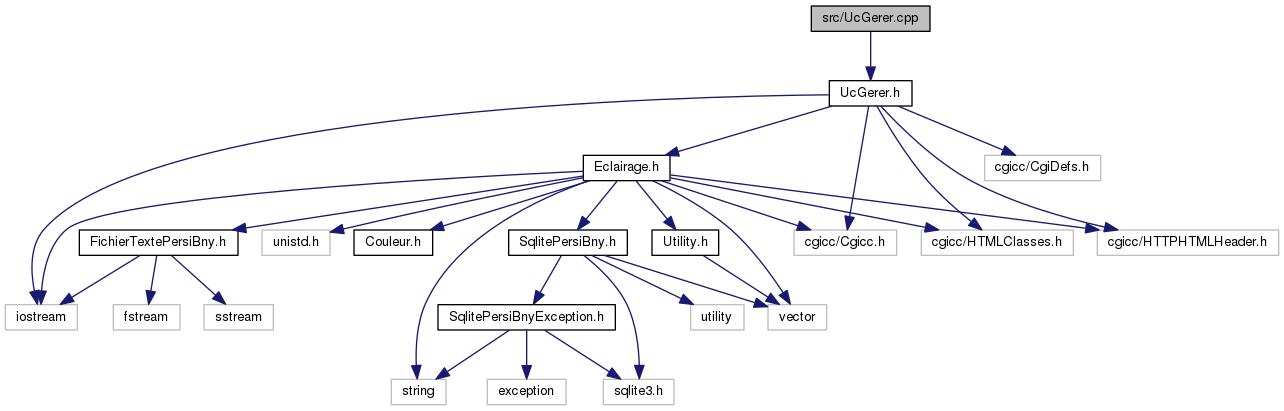 src/UcGerer.cpp
UcGerer.h
Eclairage.h
cgicc/CgiDefs.h
FichierTextePersiBny.h
unistd.h
Couleur.h
SqlitePersiBny.h
Utility.h
cgicc/Cgicc.h
cgicc/HTMLClasses.h
cgicc/HTTPHTMLHeader.h
iostream
fstream
sstream
SqlitePersiBnyException.h
utility
vector
string
exception
sqlite3.h